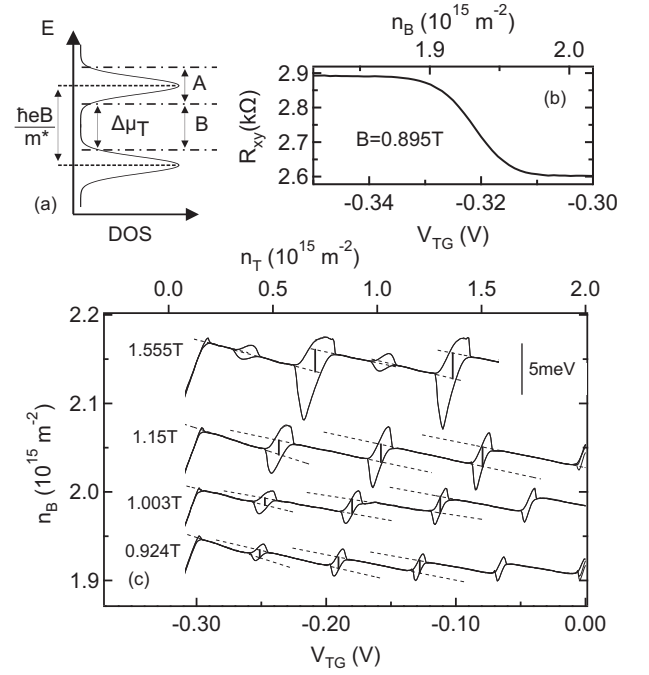 E
A
ħeB
m*
Δμ_T
B
(a)
DOS
n_B (10^15 m^-2)
1.9
2.0
2.9
2.8
2.7
2.6
R_xy(kΩ)
(b)
B=0.895T
-0.34
-0.32
-0.30
V_TG (V)
n_T (10^15 m^-2)
0.0
0.5
1.0
1.5
2.0
2.2
2.1
2.0
1.9
n_B (10^15 m^-2)
1.555T
5meV
1.15T
1.003T
0.924T
(c)
-0.30
-0.20
-0.10
0.00
V_TG (V)